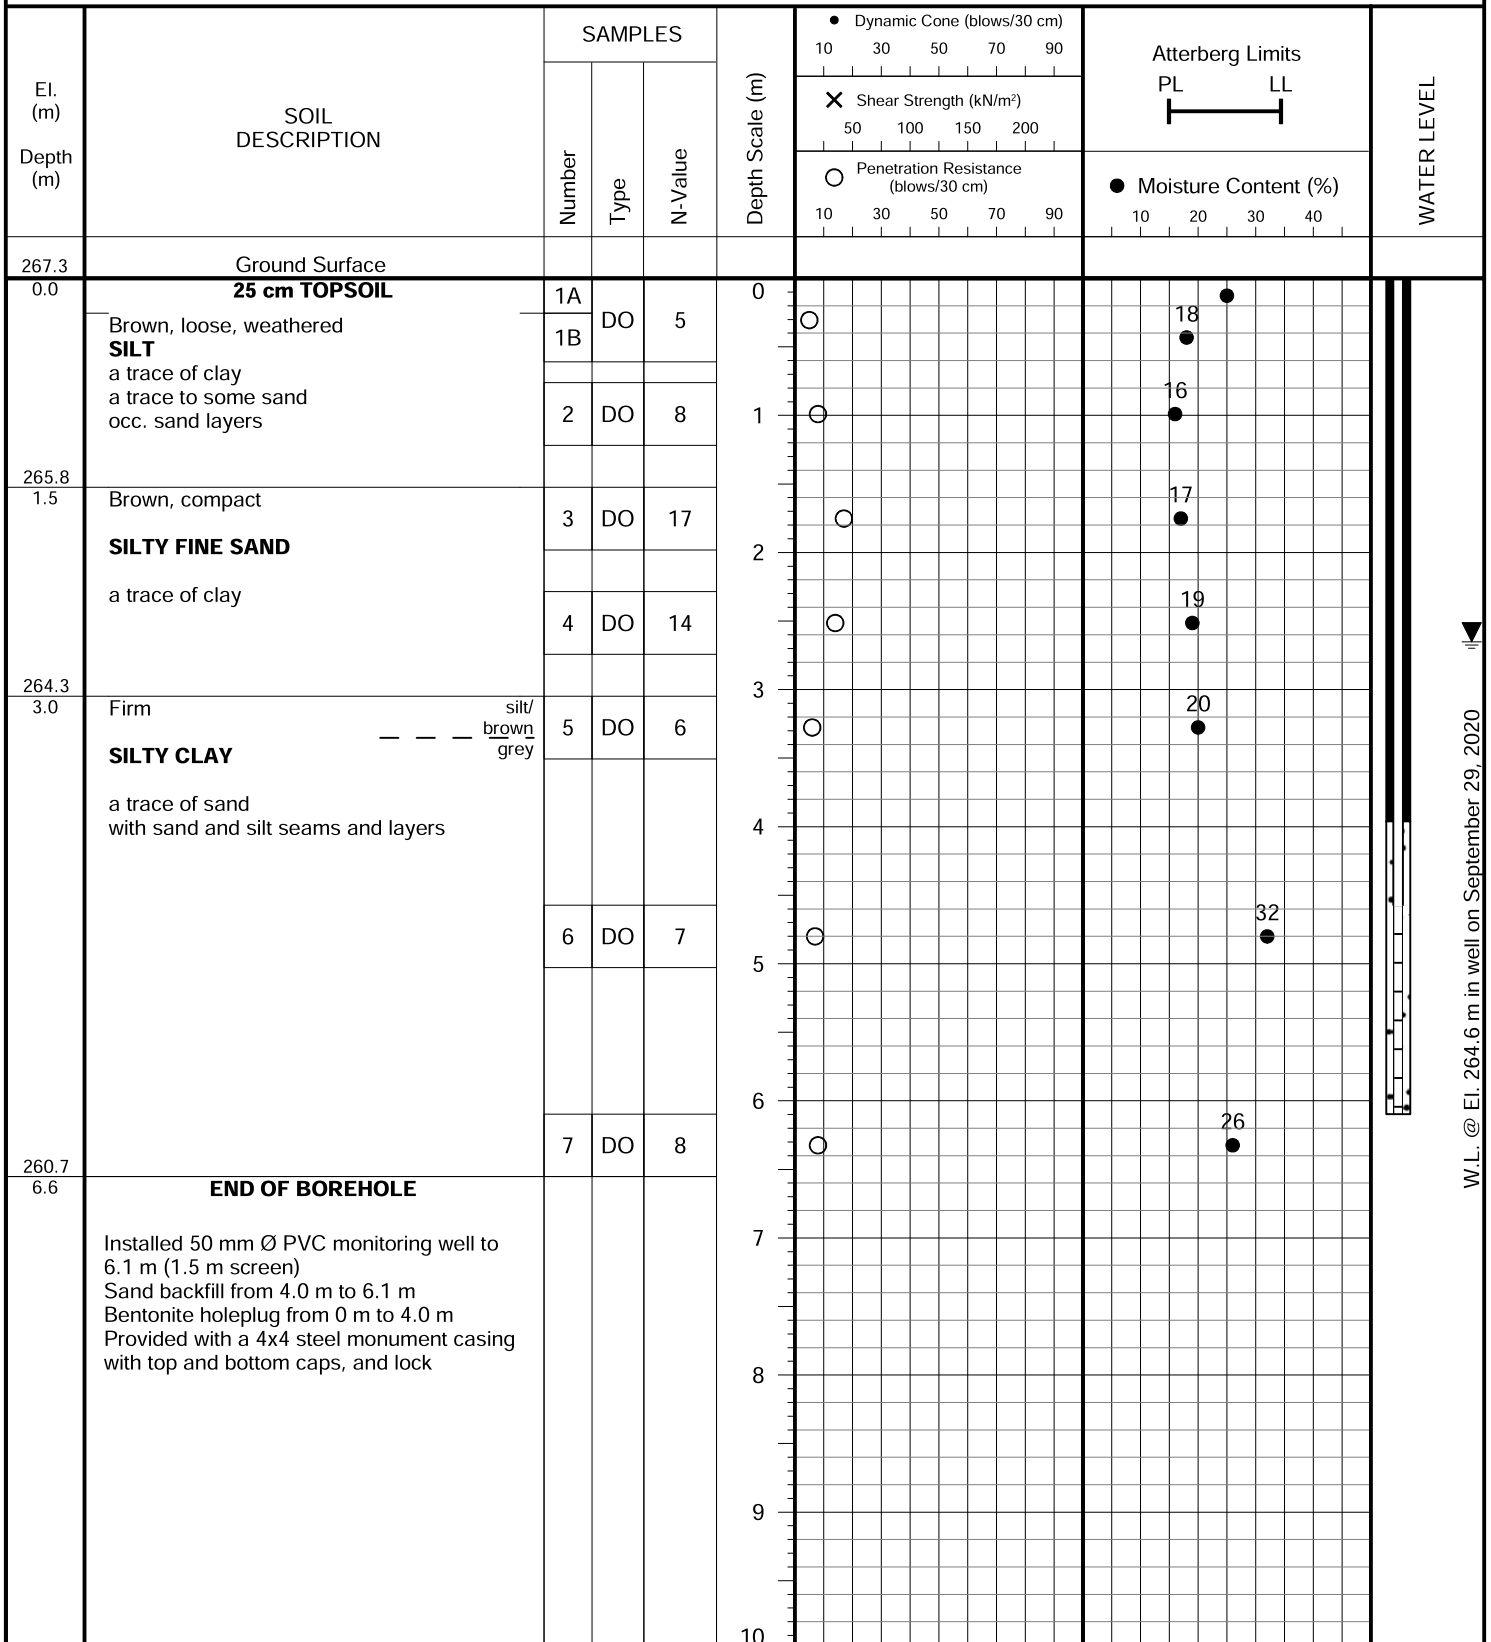 El.
(m)
Depth
(m)
SOIL
DESCRIPTION
SAMPLES
Number
Type
N-Value
Depth Scale (m)
Dynamic Cone (blows/30 cm)
10 30 50 70 90
Shear Strength (kN/m²)
50 100 150 200
Penetration Resistance
(blows/30 cm)
10 30 50 70 90
Atterberg Limits
PL LL
Moisture Content (%)
10 20 30 40
WATER LEVEL
267.3 Ground Surface
0.0 25 cm TOPSOIL 1A 0
DO 5
Brown, loose, weathered 1B 18
SILT
a trace of clay
a trace to some sand 16
occ. sand layers 2 DO 8 1
265.8
1.5 Brown, compact 17
3 DO 17
SILTY FINE SAND 2
a trace of clay 19
4 DO 14
264.3 3
3.0 Firm silt/ 20
brown 5 DO 6
grey
SILTY CLAY
a trace of sand
with sand and silt seams and layers 4
32
6 DO 7
5
6
26
7 DO 8
260.7
6.6 END OF BOREHOLE
Installed 50 mm Ø PVC monitoring well to 7
6.1 m (1.5 m screen)
Sand backfill from 4.0 m to 6.1 m
Bentonite holeplug from 0 m to 4.0 m
Provided with a 4x4 steel monument casing
with top and bottom caps, and lock 8
9
10
W.L. @ El. 264.6 m in well on September 29, 2020